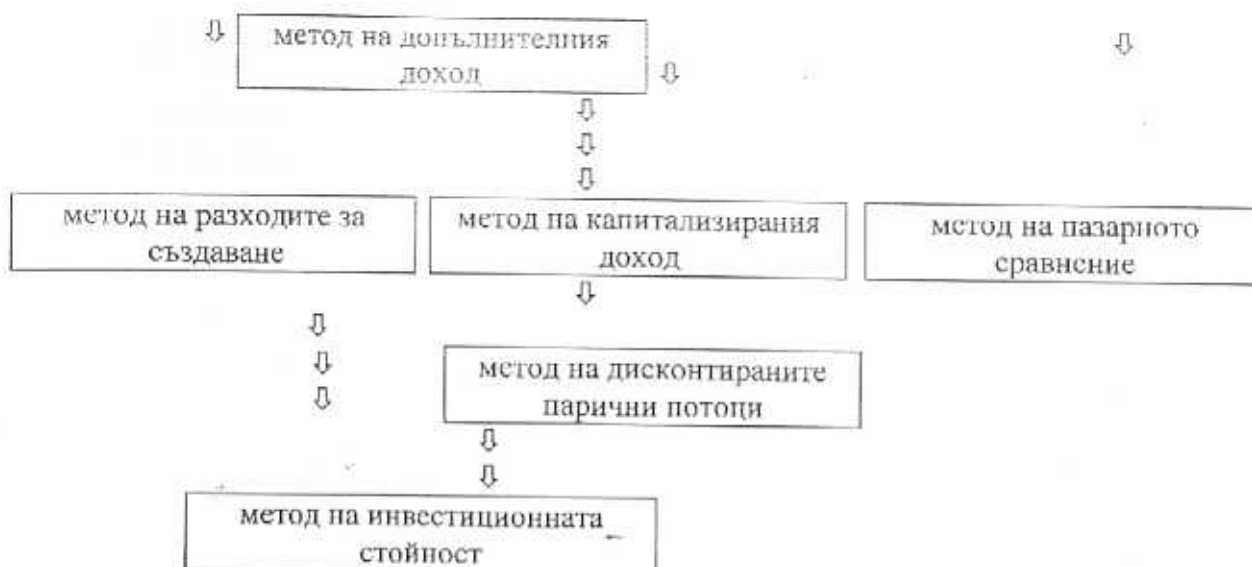 метод на допълнителния
доход
метод на разходите за
създаване
метод на капитализирания
доход
метод на пазарното
сравнение
метод на дисконтираните
парични потоци
метод на инвестиционната
стойност